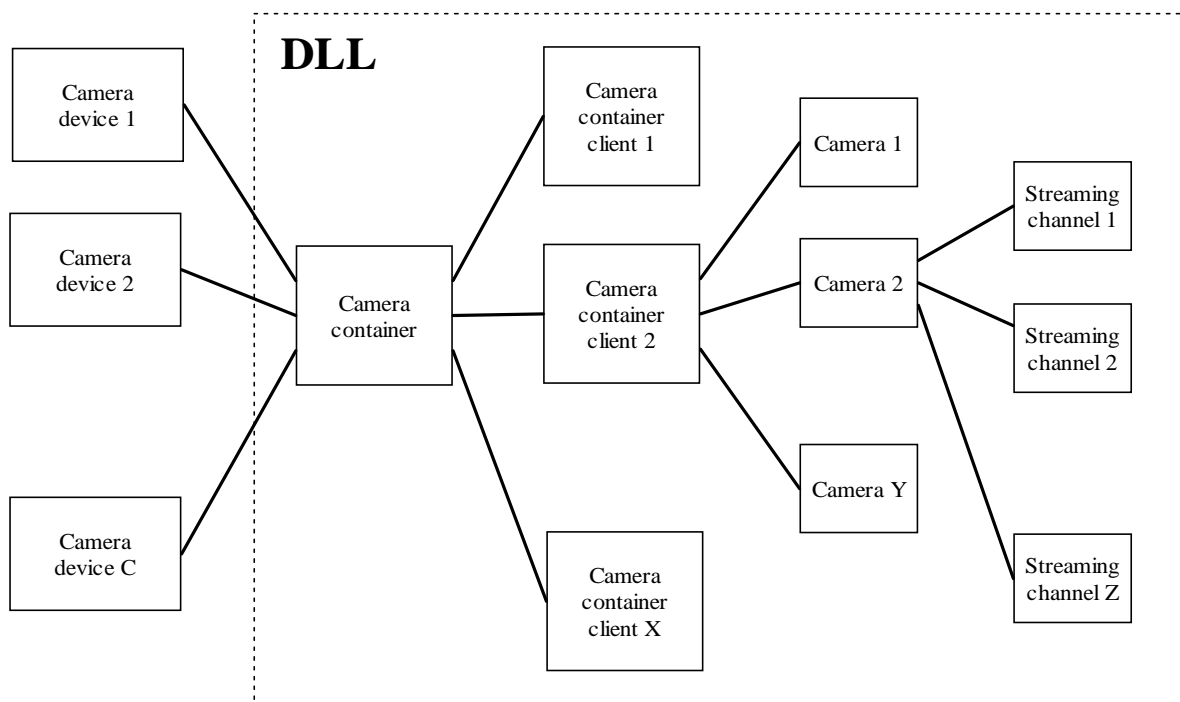 DLL
Camera
device 1
Camera
device 2
Camera
device C
Camera
container
Camera
container
client 1
Camera
container
client 2
Camera
container
client X
Camera 1
Camera 2
Camera Y
Streaming
channel 1
Streaming
channel 2
Streaming
channel Z